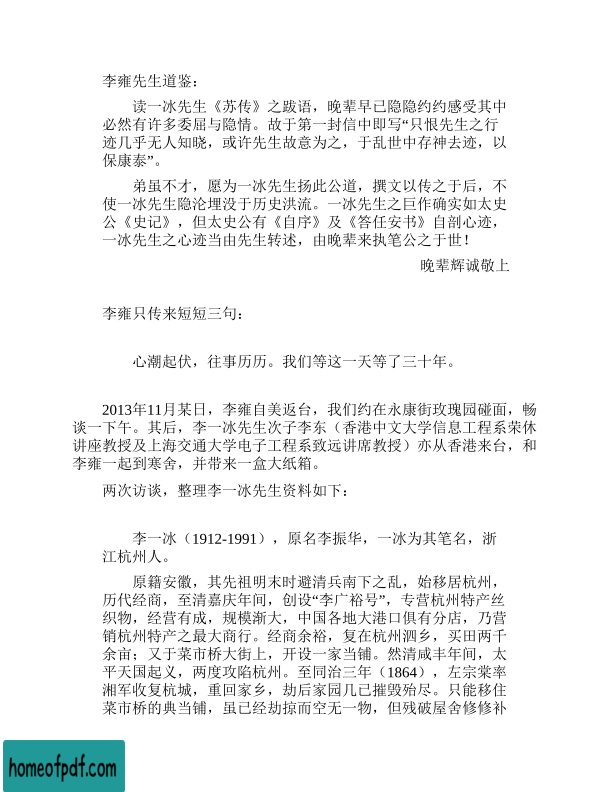 李雍先生道鉴：
读一冰先生《苏传》之跋语，晚辈早已隐隐约约感受其中
必然有许多委屈与隐情。故于第一封信中即写“只恨先生之行
迹几乎无人知晓，或许先生故意为之，于乱世中存神去迹，以
保康泰”。
弟虽不才，愿为一冰先生扬此公道，撰文以传之于后，不
使一冰先生隐沦埋没于历史洪流。一冰先生之巨作确实如太史
公《史记》，但太史公有《自序》及《答任安书》自剖心迹，
一冰先生之心迹当由先生转述，由晚辈来执笔公之于世！
晚辈辉诚敬上
李雍只传来短短三句：
心潮起伏，往事历历。我们等这一天等了三十年。
2013年11月某日，李雍自美返台，我们约在永康街玫瑰园碰面，畅
谈一下午。其后，李一冰先生次子李东（香港中文大学信息工程系荣休
讲座教授及上海交通大学电子工程系致远讲席教授）亦从香港来台，和
李雍一起到寒舍，并带来一盒大纸箱。
两次访谈，整理李一冰先生资料如下：
李一冰（1912-1991），原名李振华，一冰为其笔名，浙
江杭州人。
原籍安徽，其先祖明末时避清兵南下之乱，始移居杭州，
历代经商，至清嘉庆年间，创设“李广裕号”，专营杭州特产丝
织物，经营有成，规模渐大，中国各地大港口俱有分店，乃营
销杭州特产之最大商行。经商余裕，复在杭州泗乡，买田两千
余亩；又于菜市桥大街上，开设一家当铺。然清咸丰年间，太
平天国起义，两度攻陷杭州。至同治三年（1864），左宗棠率
湘军收复杭城，重回家乡，劫后家园几已摧毁殆尽。只能移住
菜市桥的典当铺，虽已经劫掠而空无一物，但残破屋舍修修补
homeofpdf.com